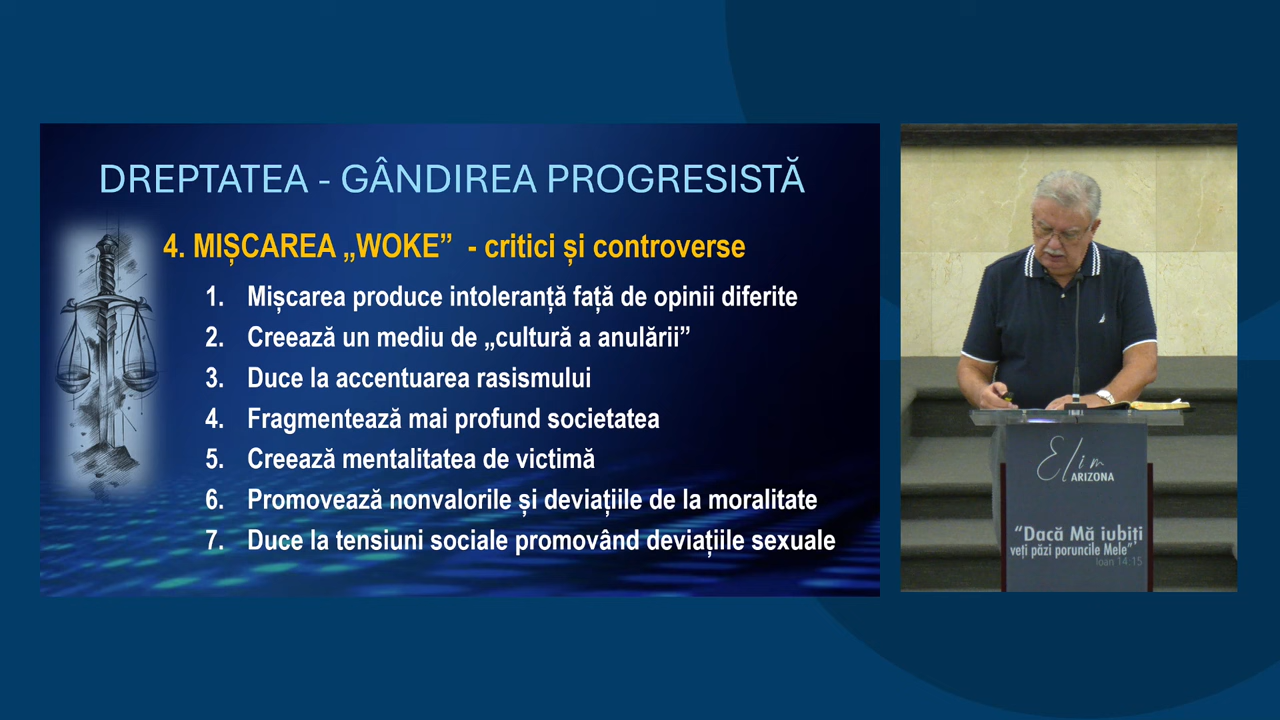 DREPTATEA - GÂNDIREA PROGRESISTĂ
4. MIȘCAREA „WOKE” - critici și controverse
1. Mișcarea produce intoleranță față de opinii diferite
2. Creează un mediu de „cultură a anulării”
3. Duce la accentuarea rasismului
4. Fragmentează mai profund societatea
5. Creează mentalitatea de victimă
6. Promovează nonvalorile și deviațiile de la moralitate
7. Duce la tensiuni sociale promovând deviațiile sexuale
Elim
ARIZONA
“Dacă Mă iubiți
veți păzi poruncile Mele”
Ioan 14:15